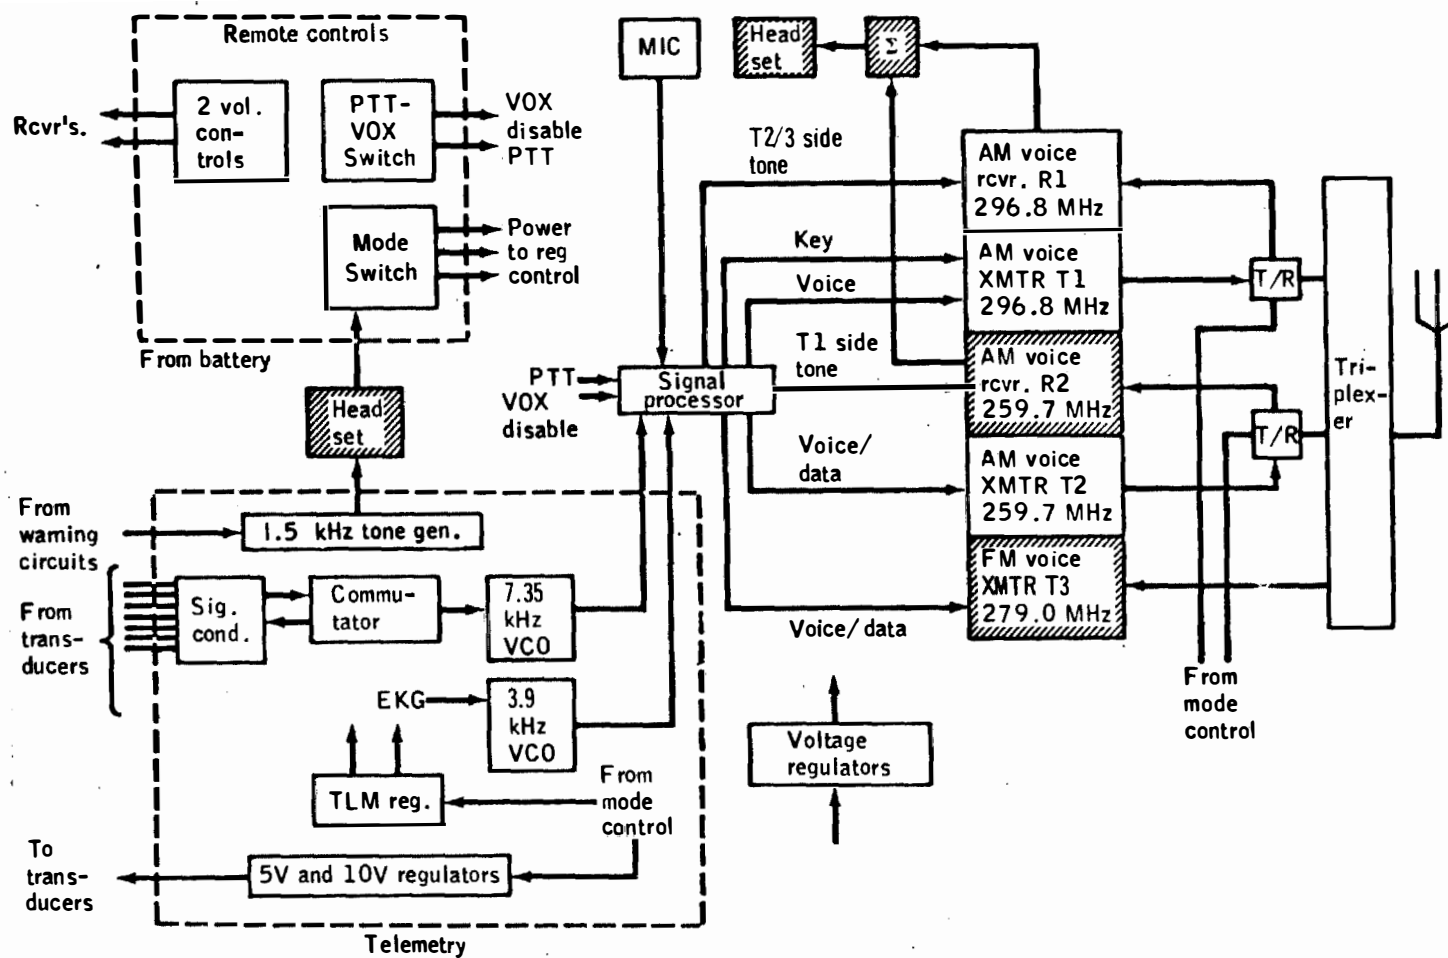 Remote controls
Rcvr's.
2 vol.
con-
trols
PTT-
VOX
Switch
VOX
disable
PTT
Mode
Switch
Power
to reg
control
From battery
Head
set
MIC
Head
set
Σ
T2/3 side
tone
Key
Voice
T1 side
tone
PTT
VOX
disable
Signal
processor
Voice/
data
Voice/data
AM voice
rcvr. R1
296.8 MHz
AM voice
XMTR T1
296.8 MHz
AM voice
rcvr. R2
259.7 MHz
AM voice
XMTR T2
259.7 MHz
FM voice
XMTR T3
279.0 MHz
T/R
T/R
Tri-
plex-
er
From
mode
control
Voltage
regulators
From
warning
circuits
1.5 kHz tone gen.
From
trans-
ducers
Sig.
cond.
Commu-
tator
7.35
kHz
VCO
EKG
3.9
kHz
VCO
TLM reg.
From
mode
control
To
trans-
ducers
5V and 10V regulators
Telemetry